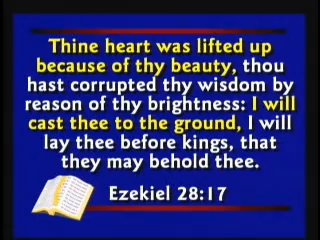 Thine heart was lifted up
because of thy beauty, thou
hast corrupted thy wisdom by
reason of thy brightness: I will
cast thee to the ground, I will
lay thee before kings, that
they may behold thee.
Ezekiel 28:17